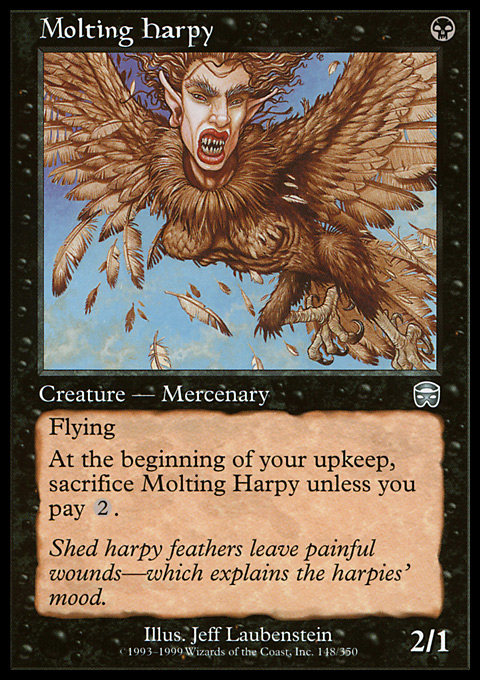 Molting Harpy
Creature — Mercenary
Flying
At the beginning of your upkeep,
sacrifice Molting Harpy unless you
pay 2.
Shed harpy feathers leave painful
wounds—which explains the harpies'
mood.
Illus. Jeff Laubenstein
©1993–1999 Wizards of the Coast, Inc. 148/350
2/1